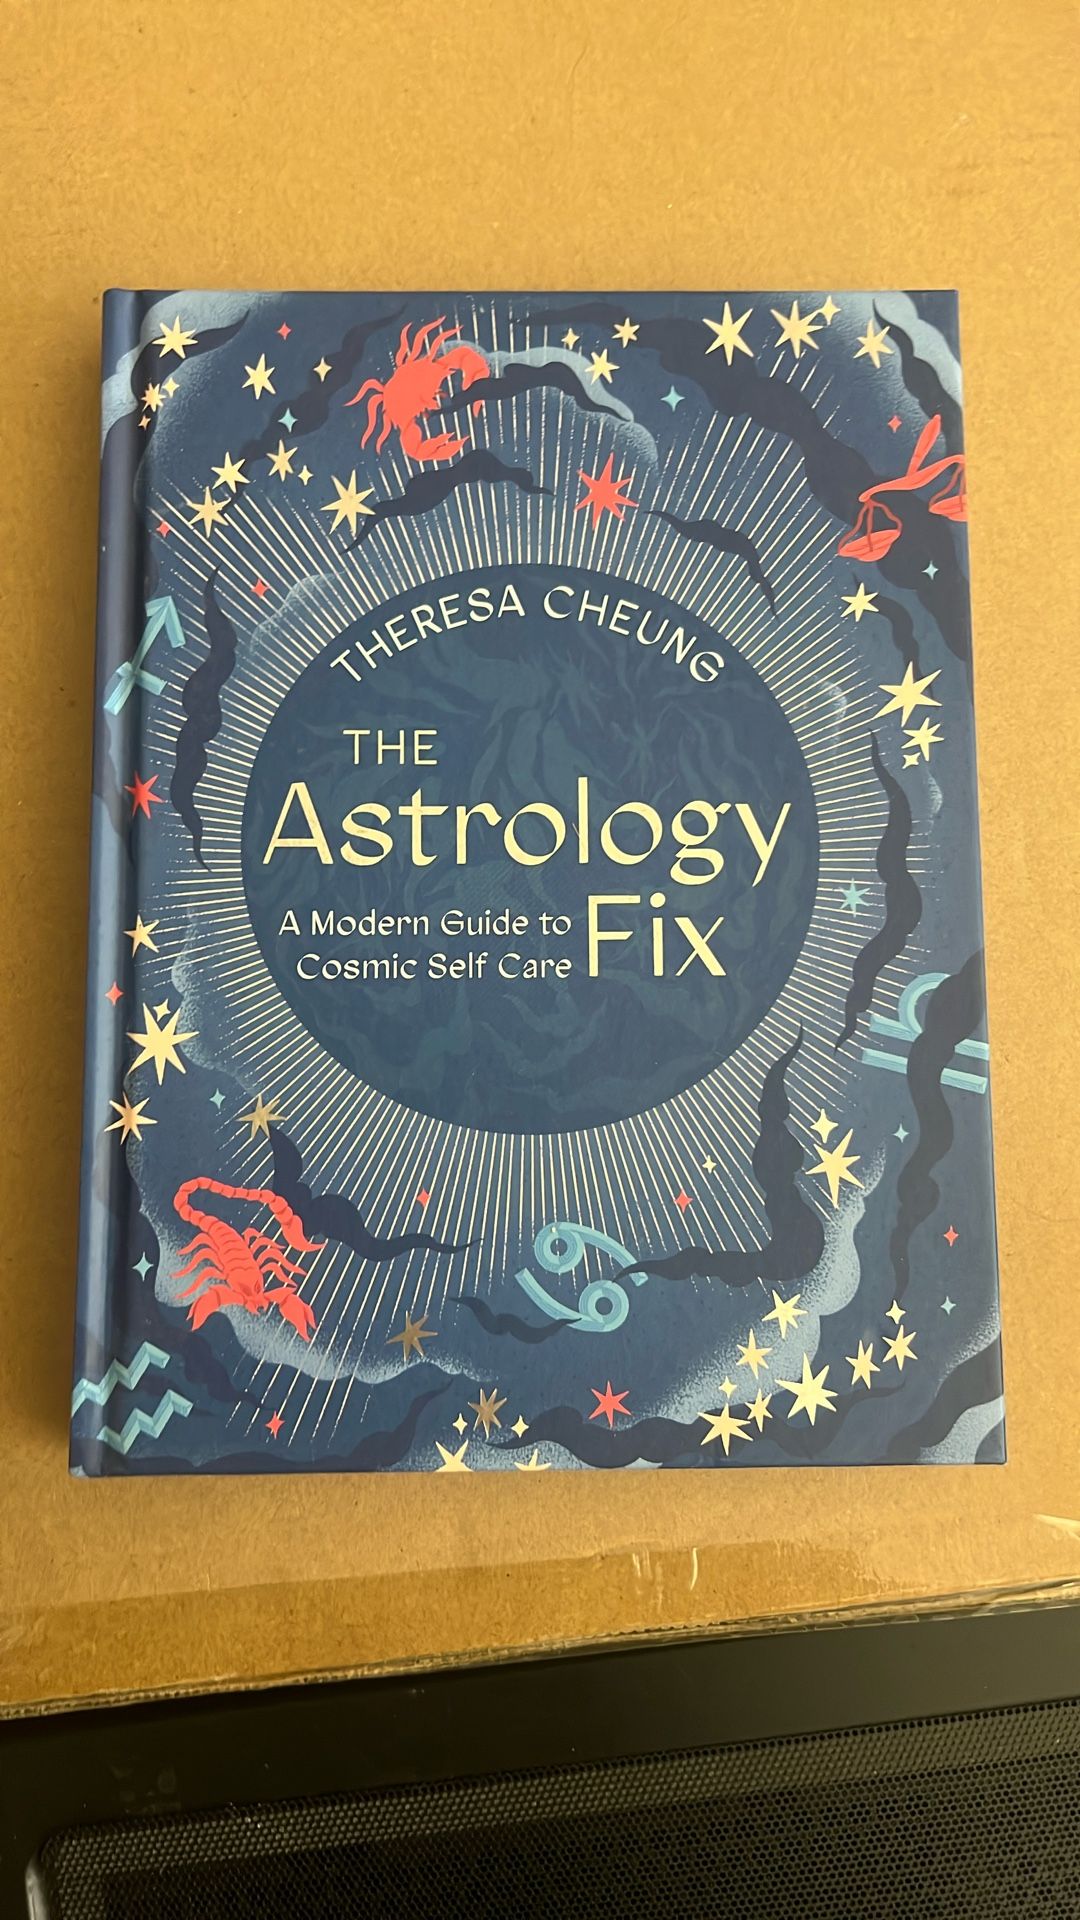 THERESA CHEUNG
THE
Astrology
Fix
A Modern Guide to
Cosmic Self Care